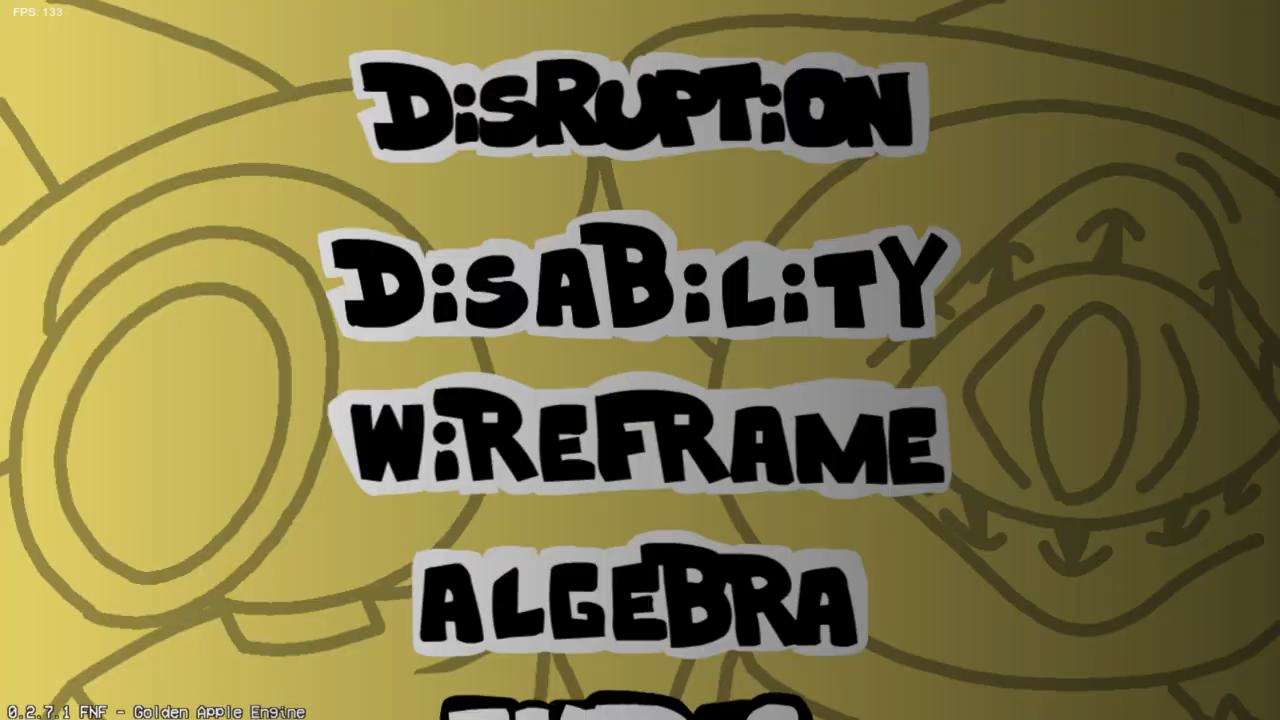 FPS: 133
DiSRUPTiON
DiSABiLiTY
WiREFRAME
ALGEBRA
0.2.7.1 FNF - Golden Apple Engine